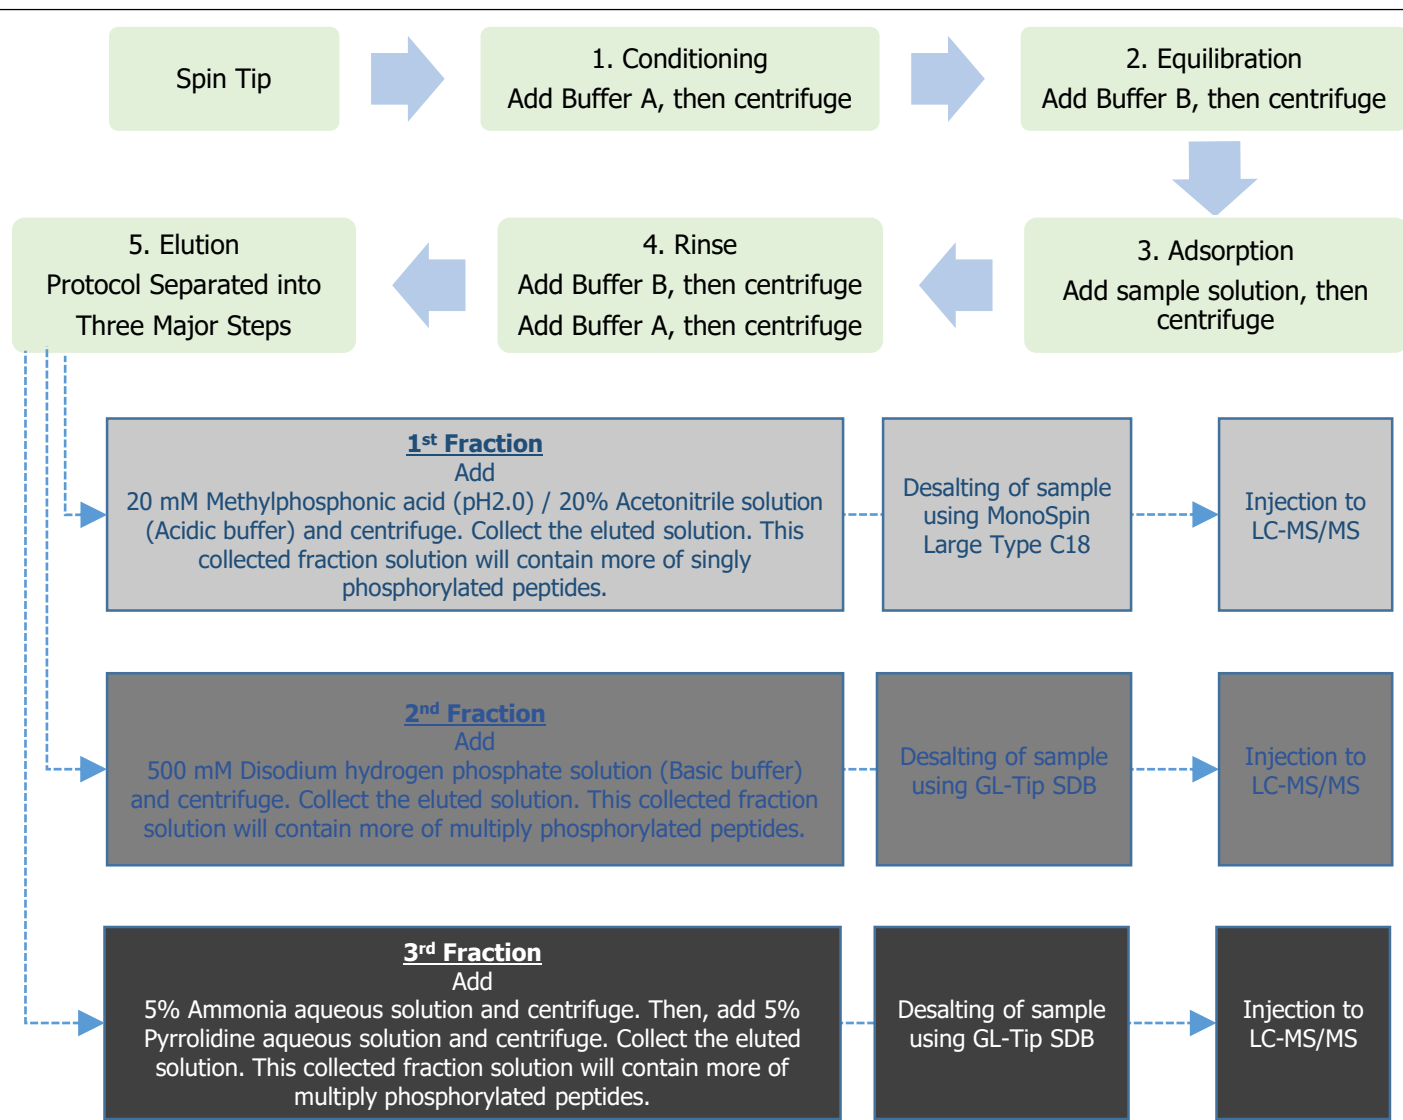 Spin Tip
1. Conditioning
Add Buffer A, then centrifuge
2. Equilibration
Add Buffer B, then centrifuge
3. Adsorption
Add sample solution, then
centrifuge
4. Rinse
Add Buffer B, then centrifuge
Add Buffer A, then centrifuge
5. Elution
Protocol Separated into
Three Major Steps
1st Fraction
Add
20 mM Methylphosphonic acid (pH2.0) / 20% Acetonitrile solution
(Acidic buffer) and centrifuge. Collect the eluted solution. This
collected fraction solution will contain more of singly
phosphorylated peptides.
Desalting of sample
using MonoSpin
Large Type C18
Injection to
LC-MS/MS
2nd Fraction
Add
500 mM Disodium hydrogen phosphate solution (Basic buffer)
and centrifuge. Collect the eluted solution. This collected fraction
solution will contain more of multiply phosphorylated peptides.
Desalting of sample
using GL-Tip SDB
Injection to
LC-MS/MS
3rd Fraction
Add
5% Ammonia aqueous solution and centrifuge. Then, add 5%
Pyrrolidine aqueous solution and centrifuge. Collect the eluted
solution. This collected fraction solution will contain more of
multiply phosphorylated peptides.
Desalting of sample
using GL-Tip SDB
Injection to
LC-MS/MS